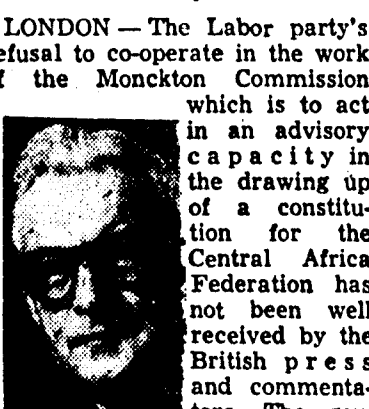 LONDON — The Labor party's
efusal to co-operate in the work
f the Monckton Commission
which is to act
in an advisory
capacity in
the drawing up
of a constitu-
tion for the
Central Africa
Federation has
not been well
received by the
British press
and commenta-